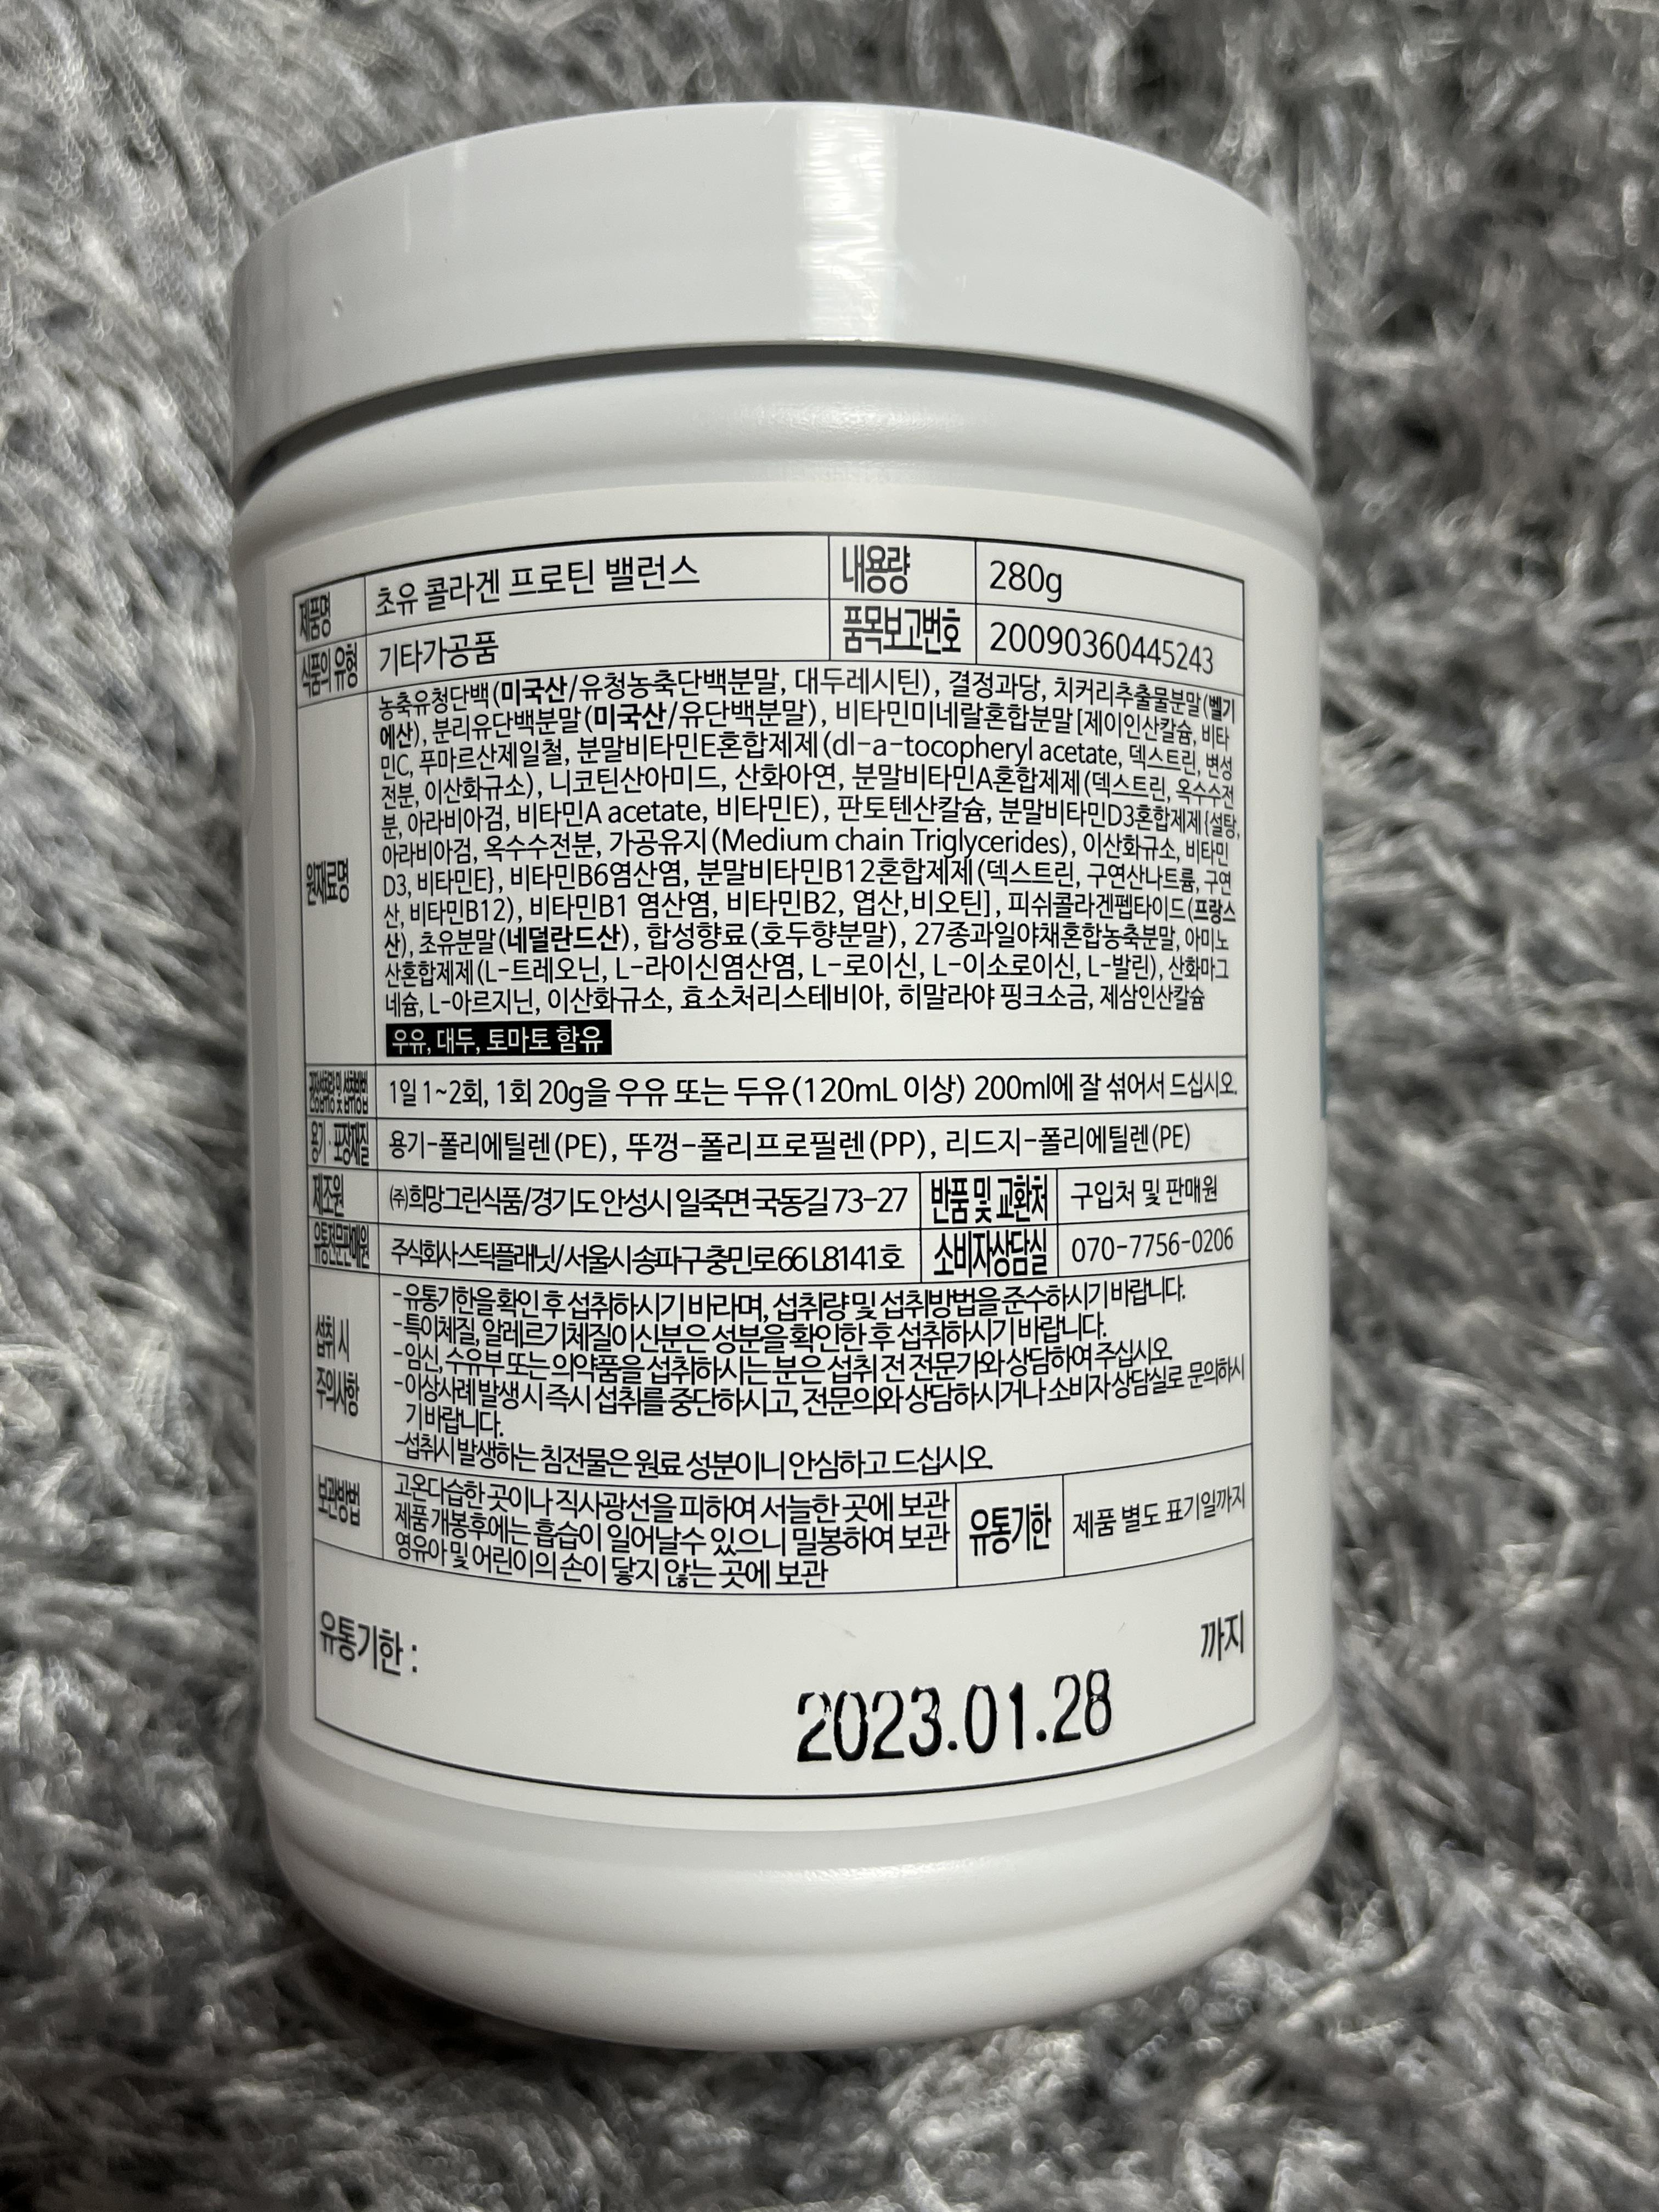 제품명 초유 콜라겐 프로틴 밸런스 내용량 280g
식품의 유형 기타가공품 품목보고번호 20090360445243
원재료명
농축유청단백(미국산/유청농축단백분말, 대두레시틴), 결정과당, 치커리추출물분말(벨기
에산), 분리유단백분말(미국산/유단백분말), 비타민미네랄혼합분말[제이인산칼슘, 비타
민C, 푸마르산제일철, 분말비타민E혼합제제(dl-a-tocopheryl acetate, 덱스트린, 변성
전분, 이산화규소), 니코틴산아미드, 산화아연, 분말비타민A혼합제제(덱스트린, 옥수수전
분, 아라비아검, 비타민A acetate, 비타민E), 판토텐산칼슘, 분말비타민D3혼합제제{설탕,
아라비아검, 옥수수전분, 가공유지(Medium chain Triglycerides), 이산화규소, 비타민
D3, 비타민E}, 비타민B6염산염, 분말비타민B12혼합제제(덱스트린, 구연산나트륨, 구연
산, 비타민B12), 비타민B1 염산염, 비타민B2, 엽산,비오틴], 피쉬콜라겐펩타이드(프랑스
산), 초유분말(네덜란드산), 합성향료(호두향분말), 27종과일야채혼합농축분말, 아미노
산혼합제제(L-트레오닌, L-라이신염산염, L-로이신, L-이소로이신, L-발린), 산화마그
네슘, L-아르지닌, 이산화규소, 효소처리스테비아, 히말라야 핑크소금, 제삼인산칼슘
우유, 대두, 토마토 함유
권장섭취량 및 섭취방법 1일 1~2회, 1회 20g을 우유 또는 두유(120mL 이상) 200ml에 잘 섞어서 드십시오.
용기·포장재질 용기-폴리에틸렌(PE), 뚜껑-폴리프로필렌(PP), 리드지-폴리에틸렌(PE)
제조원 ㈜희망그린식품/경기도 안성시 일죽면 국동길 73-27 반품 및 교환처 구입처 및 판매원
유통전문판매원 주식회사 스틱플래닛/서울시 송파구 충민로 66 L8141호 소비자상담실 070-7756-0206
섭취 시
주의사항
-유통기한을 확인 후 섭취하시기 바라며, 섭취량 및 섭취방법을 준수하시기 바랍니다.
-특이체질, 알레르기체질이신분은 성분을 확인한 후 섭취하시기 바랍니다.
-임신, 수유부 또는 의약품을 섭취하시는 분은 섭취 전 전문가와 상담하여 주십시오.
-이상사례 발생 시 즉시 섭취를 중단하시고, 전문의와 상담하시거나 소비자 상담실로 문의하시
기 바랍니다.
-섭취시 발생하는 침전물은 원료 성분이니 안심하고 드십시오.
보관방법
고온다습한 곳이나 직사광선을 피하여 서늘한 곳에 보관
제품 개봉후에는 흡습이 일어날수 있으니 밀봉하여 보관
영유아 및 어린이의 손이 닿지 않는 곳에 보관
유통기한 제품 별도 표기일까지
유통기한 : 까지
2023.01.28